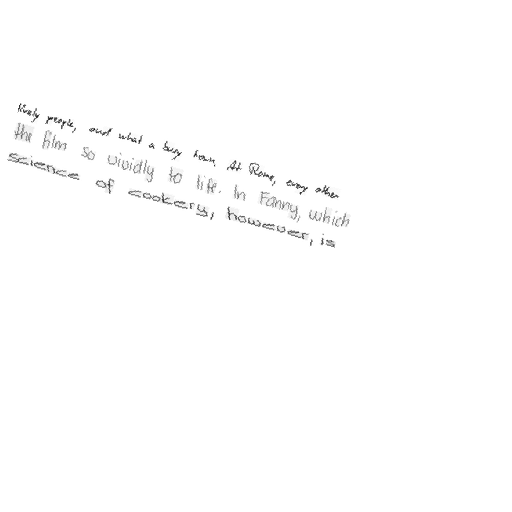 lively people, and what a busy town. At Rome, every other
the film so vividly to life. In Fanny, which
science of cookery, however, is